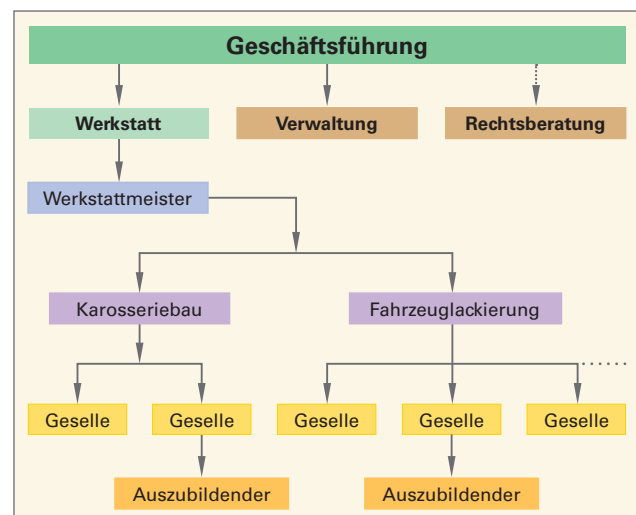 Geschäftsführung
Werkstatt Verwaltung Rechtsberatung
Werkstattmeister
Karosseriebau Fahrzeuglackierung
Geselle Geselle Geselle Geselle Geselle
Auszubildender Auszubildender